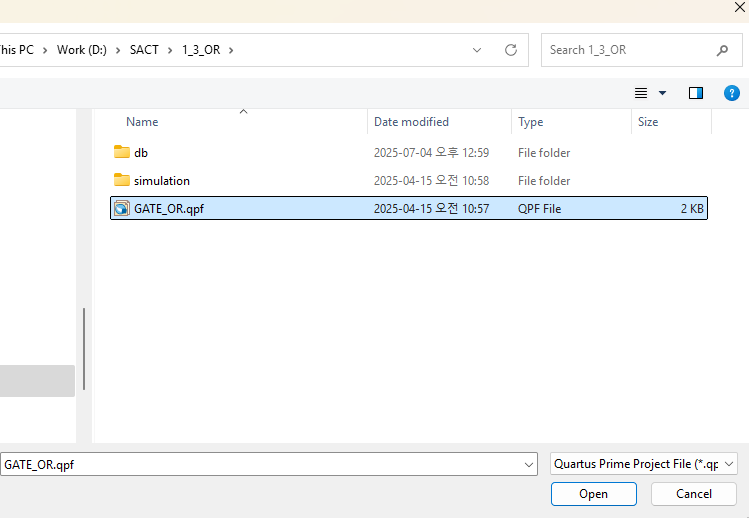 his PC > Work (D:) > SACT > 1_3_OR >
Search 1_3_OR
Name Date modified Type Size
db 2025-07-04 오후 12:59 File folder
simulation 2025-04-15 오전 10:58 File folder
GATE_OR.qpf 2025-04-15 오전 10:57 QPF File 2 KB
GATE_OR.qpf
Quartus Prime Project File (*.qp
Open Cancel